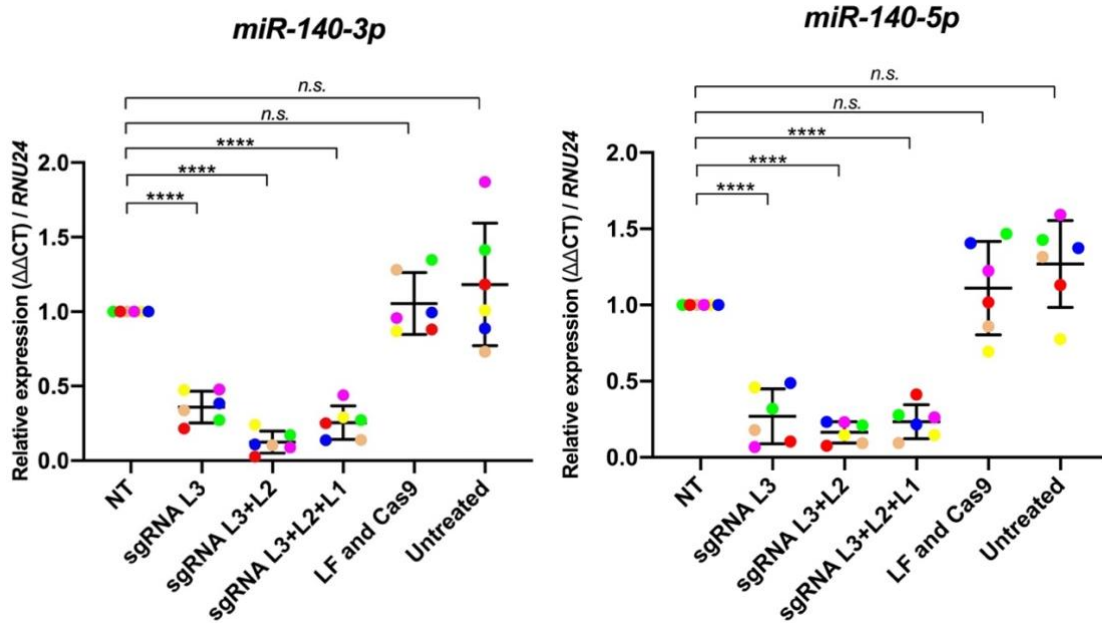 miR-140-3p
n.s.
n.s.
****
****
****
Relative expression (ΔΔCT) / RNU24
2.0
1.5
1.0
0.5
0.0
NT
sgRNA L3
sgRNA L3+L2
sgRNA L3+L2+L1
LF and Cas9
Untreated
miR-140-5p
n.s.
n.s.
****
****
****
Relative expression (ΔΔCT) / RNU24
2.0
1.5
1.0
0.5
0.0
NT
sgRNA L3
sgRNA L3+L2
sgRNA L3+L2+L1
LF and Cas9
Untreated